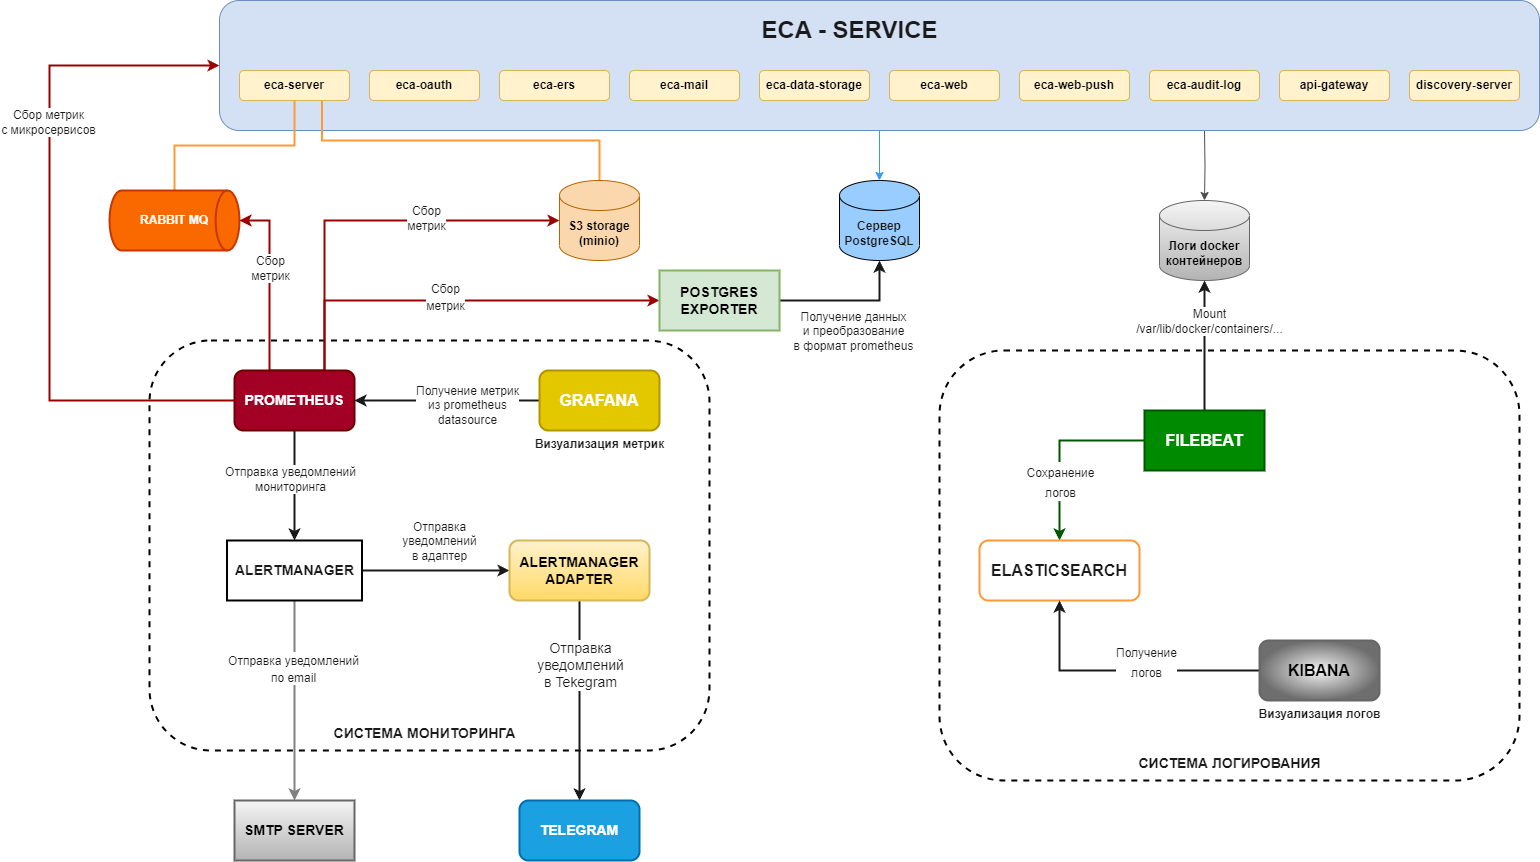 ECA - SERVICE
eca-server
eca-oauth
eca-ers
eca-mail
eca-data-storage
eca-web
eca-web-push
eca-audit-log
api-gateway
discovery-server
Сбор метрик
с микросервисов
RABBIT MQ
Сбор
метрик
Сбор
метрик
S3 storage
(minio)
Сбор
метрик
POSTGRES
EXPORTER
Сервер
PostgreSQL
Получение данных
и преобразование
в формат prometheus
Логи docker
контейнеров
Mount
/var/lib/docker/containers/...
PROMETHEUS
Получение метрик
из prometheus
datasource
GRAFANA
Визуализация метрик
Отправка уведомлений
мониторинга
ALERTMANAGER
Отправка
уведомлений
в адаптер
ALERTMANAGER
ADAPTER
Отправка уведомлений
по email
Отправка
уведомлений
в Tekegram
СИСТЕМА МОНИТОРИНГА
SMTP SERVER
TELEGRAM
FILEBEAT
Сохранение
логов
ELASTICSEARCH
Получение
логов
KIBANA
Визуализация логов
СИСТЕМА ЛОГИРОВАНИЯ